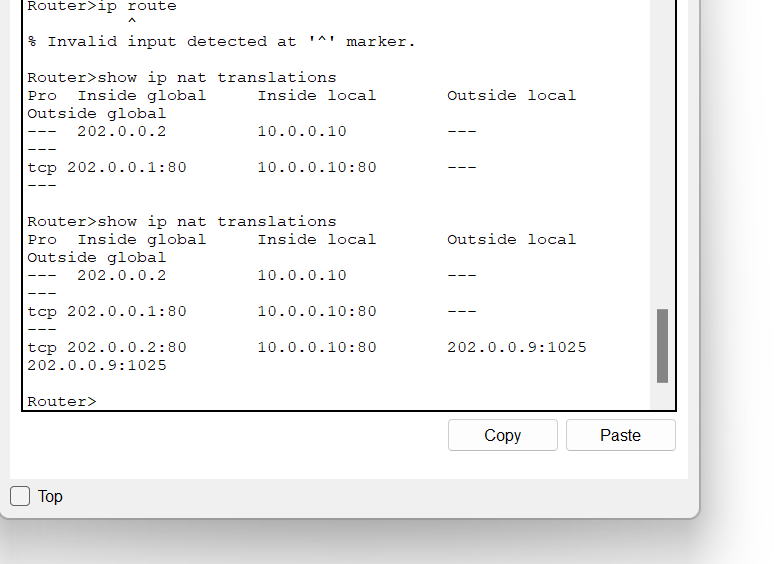 Router>ip route
^
% Invalid input detected at '^' marker.
Router>show ip nat translations
Pro  Inside global     Inside local       Outside local
Outside global
---  202.0.0.2         10.0.0.10          ---
---
tcp 202.0.0.1:80       10.0.0.10:80       ---
---
Router>show ip nat translations
Pro  Inside global     Inside local       Outside local
Outside global
---  202.0.0.2         10.0.0.10          ---
---
tcp 202.0.0.1:80       10.0.0.10:80       ---
---
tcp 202.0.0.2:80       10.0.0.10:80       202.0.0.9:1025
202.0.0.9:1025
Router>
Copy Paste
Top